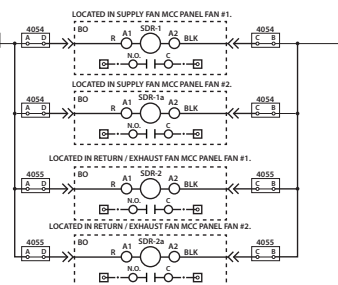 LOCATED IN SUPPLY FAN MCC PANEL FAN #1.
4054 BO SDR-1 4054
A D R A1 A2 BLK C B
N.O. C
LOCATED IN SUPPLY FAN MCC PANEL FAN #2.
4054 BO SDR-1a 4054
A D R A1 A2 BLK C B
N.O. C
LOCATED IN RETURN / EXHAUST FAN MCC PANEL FAN #1.
4055 BO SDR-2 4055
A D R A1 A2 BLK C B
N.O. C
LOCATED IN RETURN / EXHAUST FAN MCC PANEL FAN #2.
4055 BO SDR-2a 4055
A D R A1 A2 BLK C B
N.O. C